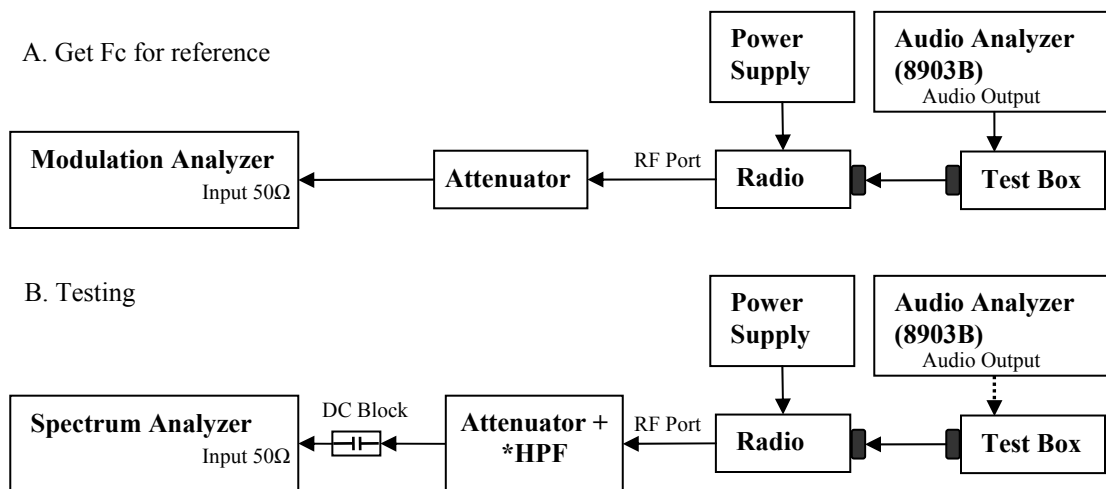 A. Get Fc for reference
Power
Supply
Audio Analyzer
(8903B)
Audio Output
Modulation Analyzer
Input 50Ω
Attenuator
RF Port
Radio
Test Box
B. Testing
Power
Supply
Audio Analyzer
(8903B)
Audio Output
Spectrum Analyzer
Input 50Ω
DC Block
Attenuator +
*HPF
RF Port
Radio
Test Box